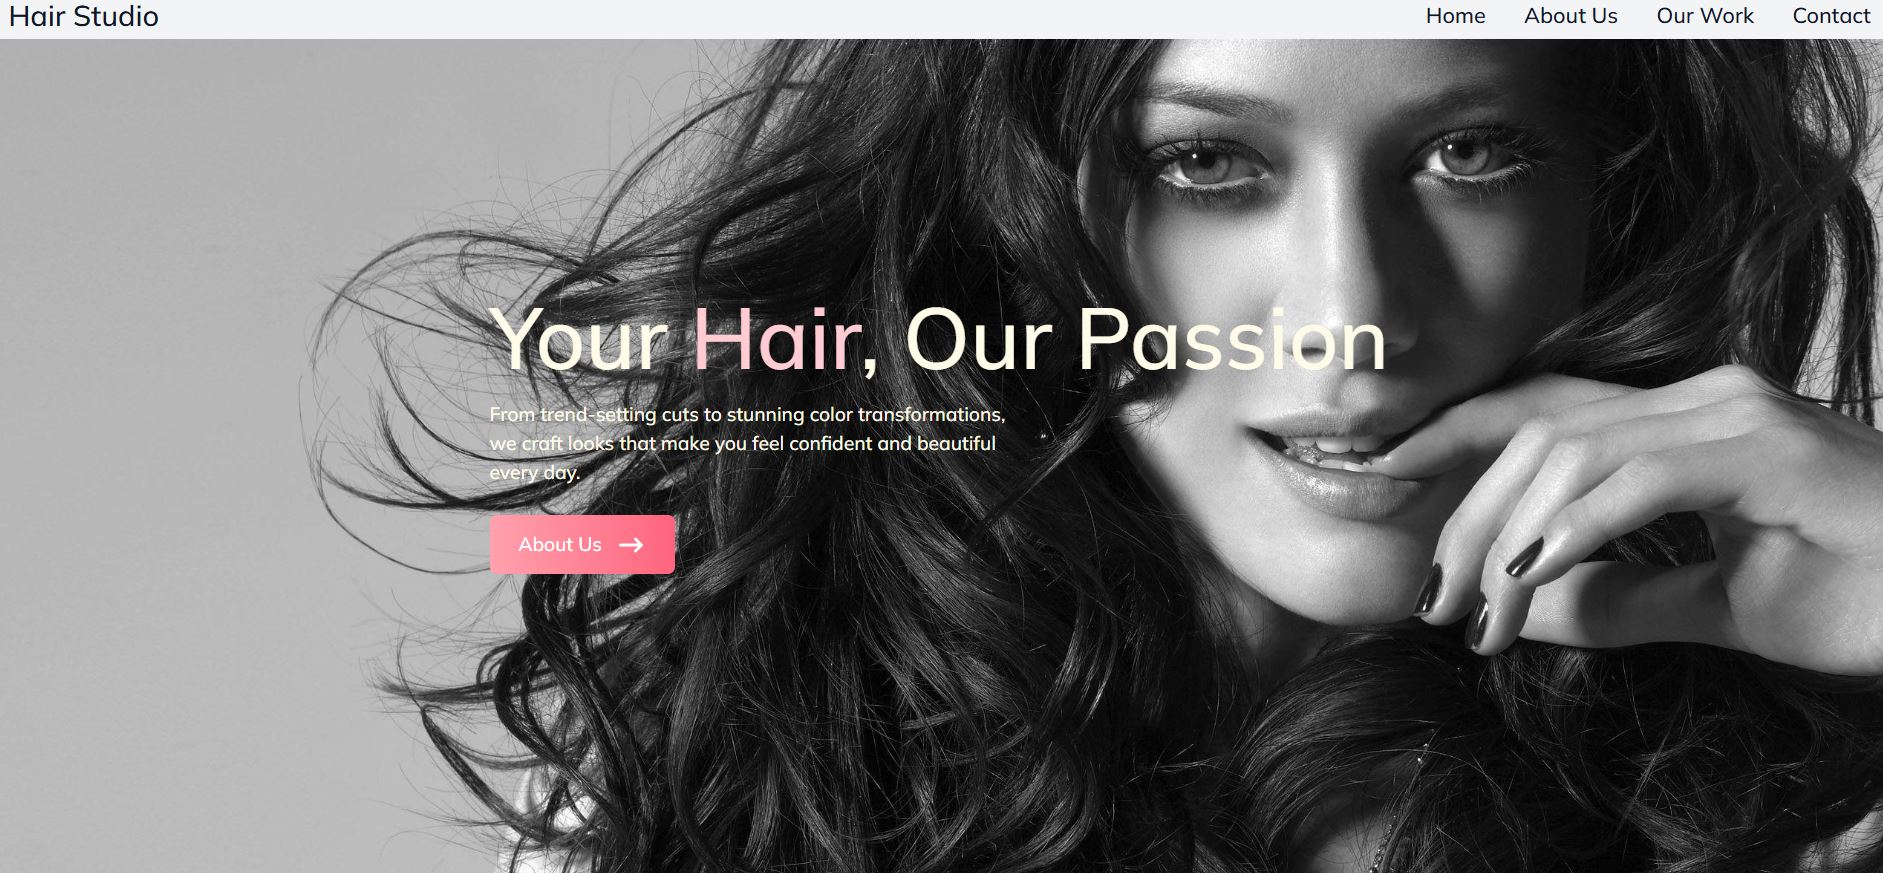 Hair Studio
Home
About Us
Our Work
Contact
Your Hair, Our Passion
From trend-setting cuts to stunning color transformations,
we craft looks that make you feel confident and beautiful
every day.
About Us